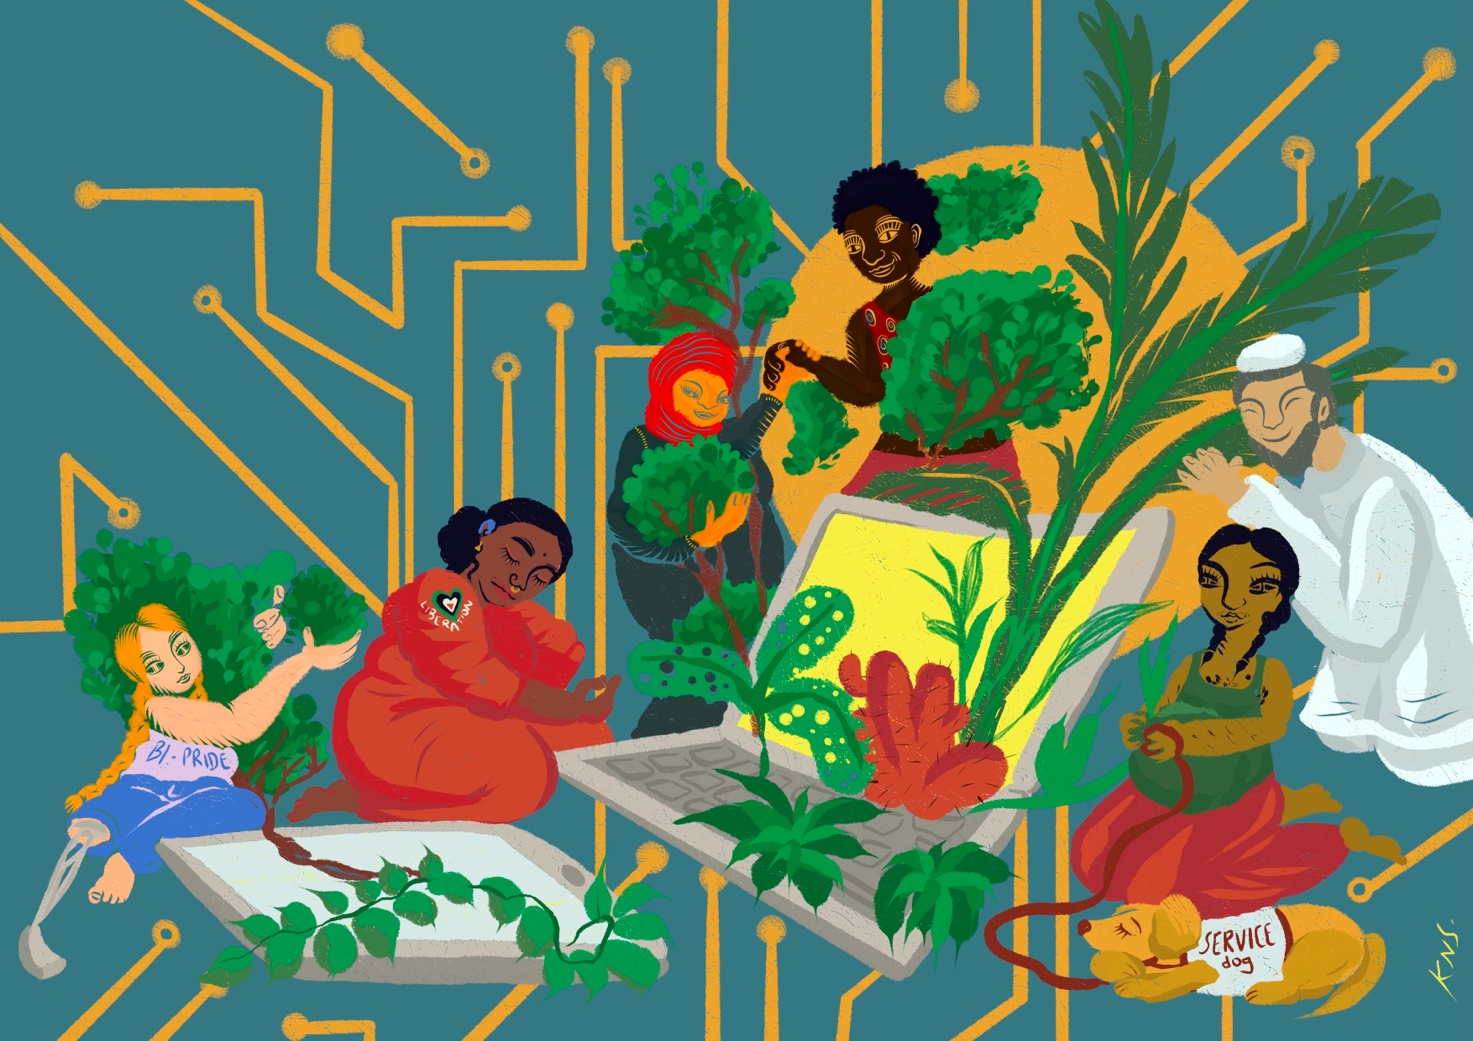 LIBERATION
BI-PRIDE
SERVICE
dog
KNS.